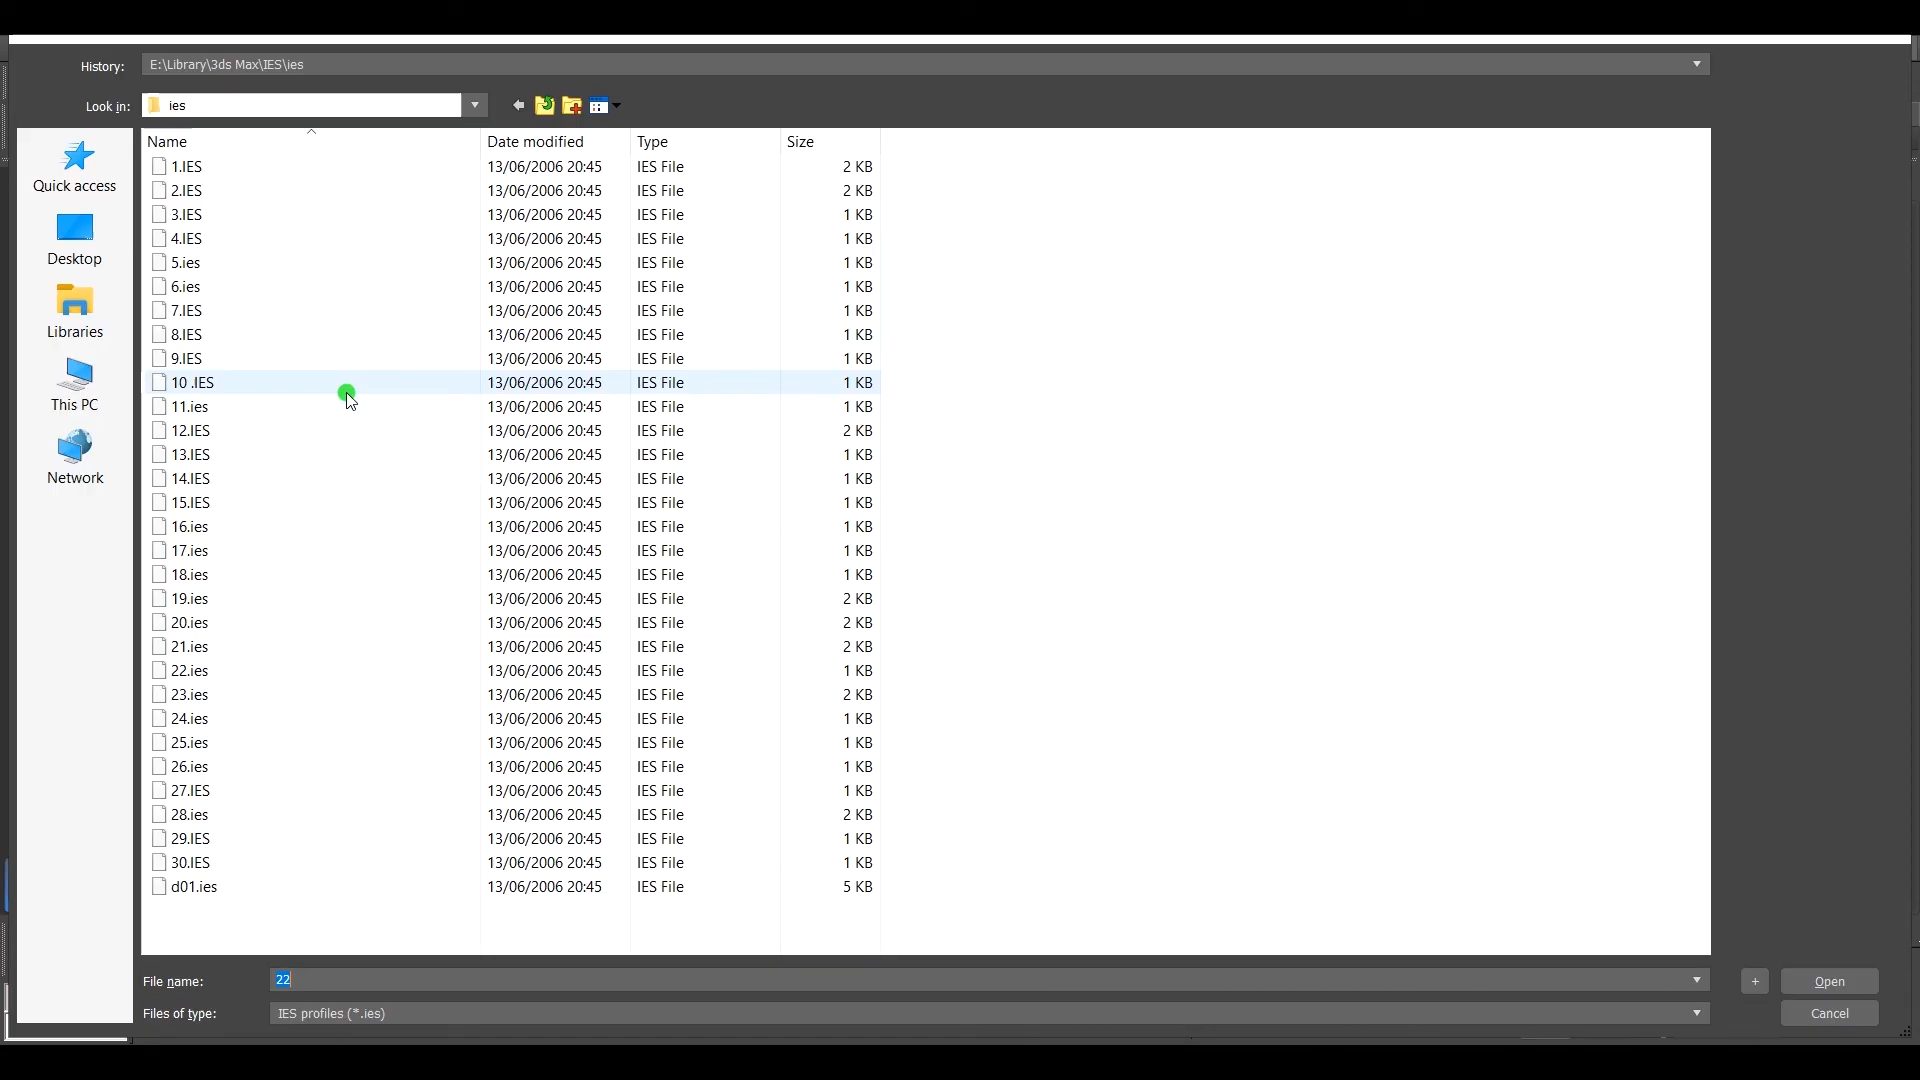 History: E:\Library\3ds Max\IES\ies
Look in: ies
Quick access
Desktop
Libraries
This PC
Network
Name Date modified Type Size
1.IES 13/06/2006 20:45 IES File 2 KB
2.IES 13/06/2006 20:45 IES File 2 KB
3.IES 13/06/2006 20:45 IES File 1 KB
4.IES 13/06/2006 20:45 IES File 1 KB
5.ies 13/06/2006 20:45 IES File 1 KB
6.ies 13/06/2006 20:45 IES File 1 KB
7.IES 13/06/2006 20:45 IES File 1 KB
8.IES 13/06/2006 20:45 IES File 1 KB
9.IES 13/06/2006 20:45 IES File 1 KB
10 .IES 13/06/2006 20:45 IES File 1 KB
11.ies 13/06/2006 20:45 IES File 1 KB
12.IES 13/06/2006 20:45 IES File 2 KB
13.IES 13/06/2006 20:45 IES File 1 KB
14.IES 13/06/2006 20:45 IES File 1 KB
15.IES 13/06/2006 20:45 IES File 1 KB
16.ies 13/06/2006 20:45 IES File 1 KB
17.ies 13/06/2006 20:45 IES File 1 KB
18.ies 13/06/2006 20:45 IES File 1 KB
19.ies 13/06/2006 20:45 IES File 2 KB
20.ies 13/06/2006 20:45 IES File 2 KB
21.ies 13/06/2006 20:45 IES File 2 KB
22.ies 13/06/2006 20:45 IES File 1 KB
23.ies 13/06/2006 20:45 IES File 2 KB
24.ies 13/06/2006 20:45 IES File 1 KB
25.ies 13/06/2006 20:45 IES File 1 KB
26.ies 13/06/2006 20:45 IES File 1 KB
27.IES 13/06/2006 20:45 IES File 1 KB
28.ies 13/06/2006 20:45 IES File 2 KB
29.IES 13/06/2006 20:45 IES File 1 KB
30.IES 13/06/2006 20:45 IES File 1 KB
d01.ies 13/06/2006 20:45 IES File 5 KB
File name: 22 + Open
Files of type: IES profiles (*.ies) Cancel